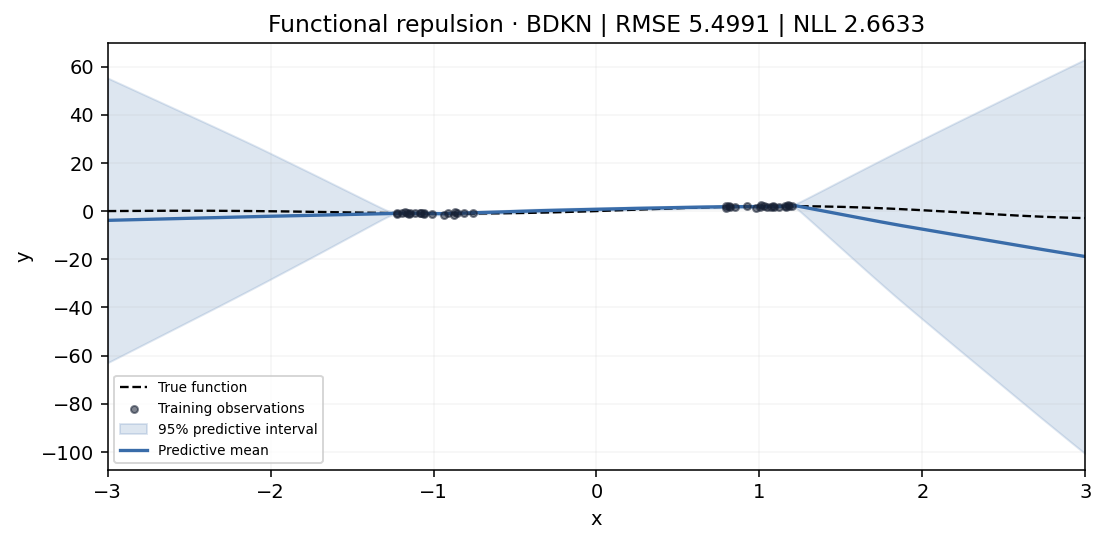 Functional repulsion · BDKN | RMSE 5.4991 | NLL 2.6633
60
40
20
0
−20
−40
−60
−80
−100
y
True function
Training observations
95% predictive interval
Predictive mean
−3
−2
−1
0
1
2
3
x